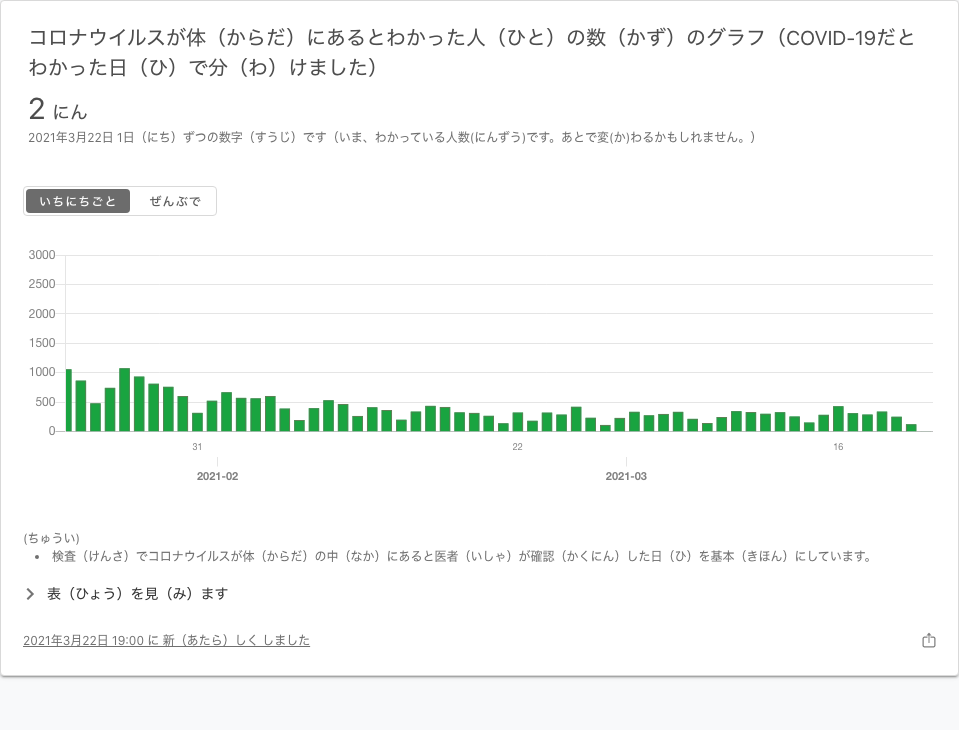 コロナウイルスが体（からだ）にあるとわかった人（ひと）の数（かず）のグラフ（COVID-19だと
わかった日（ひ）で分（わ）けました）
2 にん
2021年3月22日 1日（にち）ずつの数字（すうじ）です（いま、わかっている人数(にんずう)です。あとで変(か)わるかもしれません。）
いちにちごと ぜんぶで
3000
2500
2000
1500
1000
500
0
31 22 16
2021-02 2021-03
(ちゅうい)
• 検査（けんさ）でコロナウイルスが体（からだ）の中（なか）にあると医者（いしゃ）が確認（かくにん）した日（ひ）を基本（きほん）にしています。
表（ひょう）を見（み）ます
2021年3月22日 19:00 に 新（あたら）しく しました